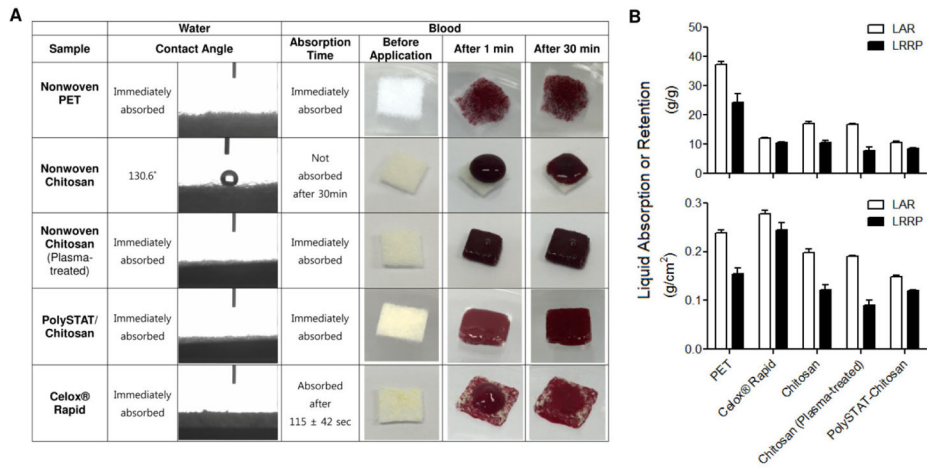 A
Water
Blood
Sample
Contact Angle
Absorption Time
Before Application
After 1 min
After 30 min
Nonwoven PET
Immediately absorbed
Immediately absorbed
Nonwoven Chitosan
130.6°
Not absorbed after 30min
Nonwoven Chitosan (Plasma-treated)
Immediately absorbed
Immediately absorbed
PolySTAT/ Chitosan
Immediately absorbed
Immediately absorbed
Celox® Rapid
Immediately absorbed
Absorbed after 115 ± 42 sec
B
Liquid Absorption or Retention
(g/g)
40
30
20
10
0
LAR
LRRP
(g/cm²)
0.3
0.2
0.1
0.0
LAR
LRRP
PET
Celox® Rapid
Chitosan
Chitosan (Plasma-treated)
PolySTAT-Chitosan